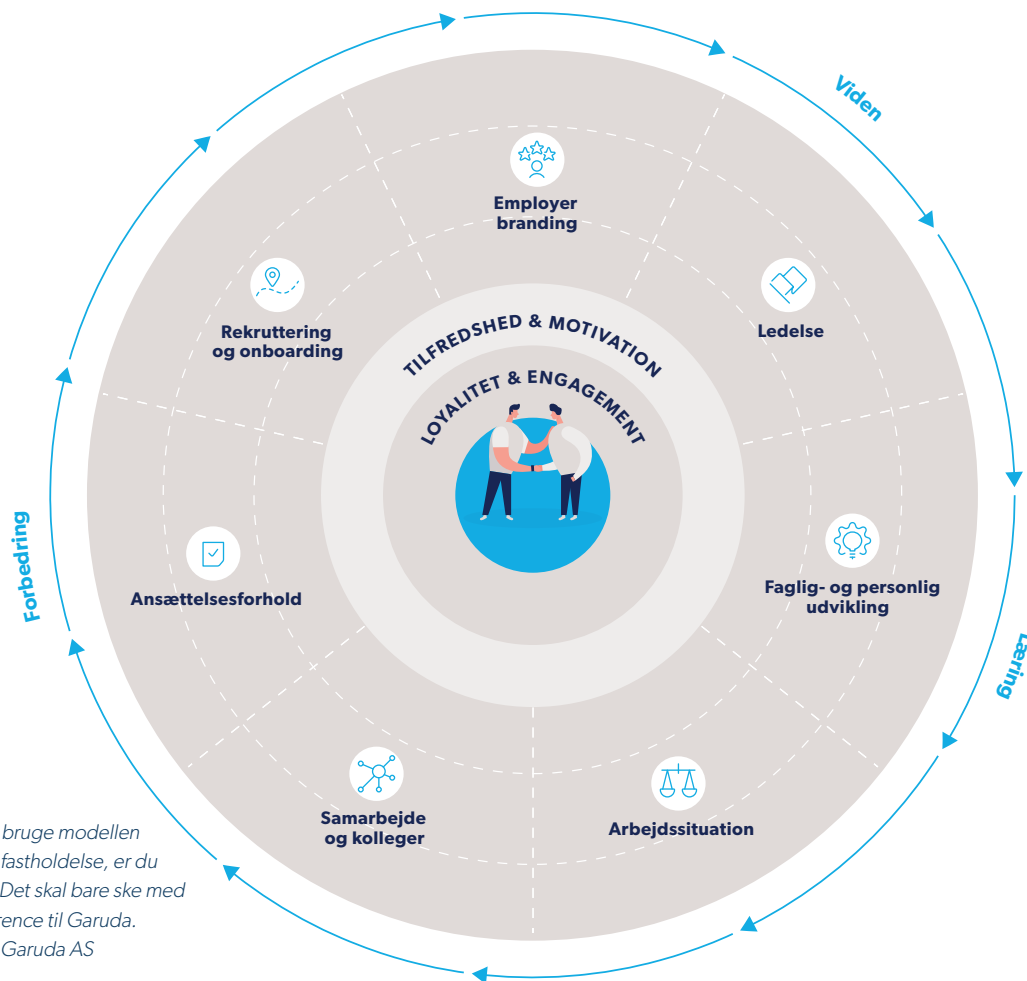 Viden
Employer
branding
Ledelse
Rekruttering
og onboarding
TILFREDSHED & MOTIVATION
LOYALITET & ENGAGEMENT
Faglig- og personlig
udvikling
Forbedring
Ansættelsesforhold
Læring
Samarbejde
og kolleger
Arbejdssituation
bruge modellen
fastholdelse, er du
Det skal bare ske med
rence til Garuda.
Garuda AS